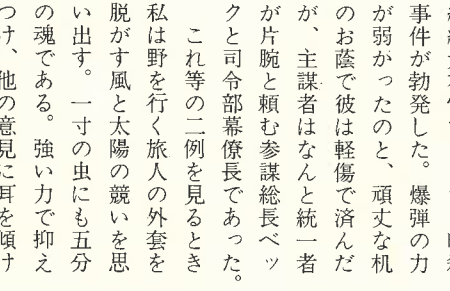 事件が勃発した。爆弾の力
が弱かったのと、頑丈な机
のお蔭で彼は軽傷で済んだ
が、主謀者はなんと統一者
が片腕と頼む参謀総長ベッ
クと司令部幕僚長であった。
これ等の二例を見るとき
私は野を行く旅人の外套を
脱がす風と太陽の競いを思
い出す。一寸の虫にも五分
の魂である。強い力で抑え
つけ、他の意見に耳を傾け